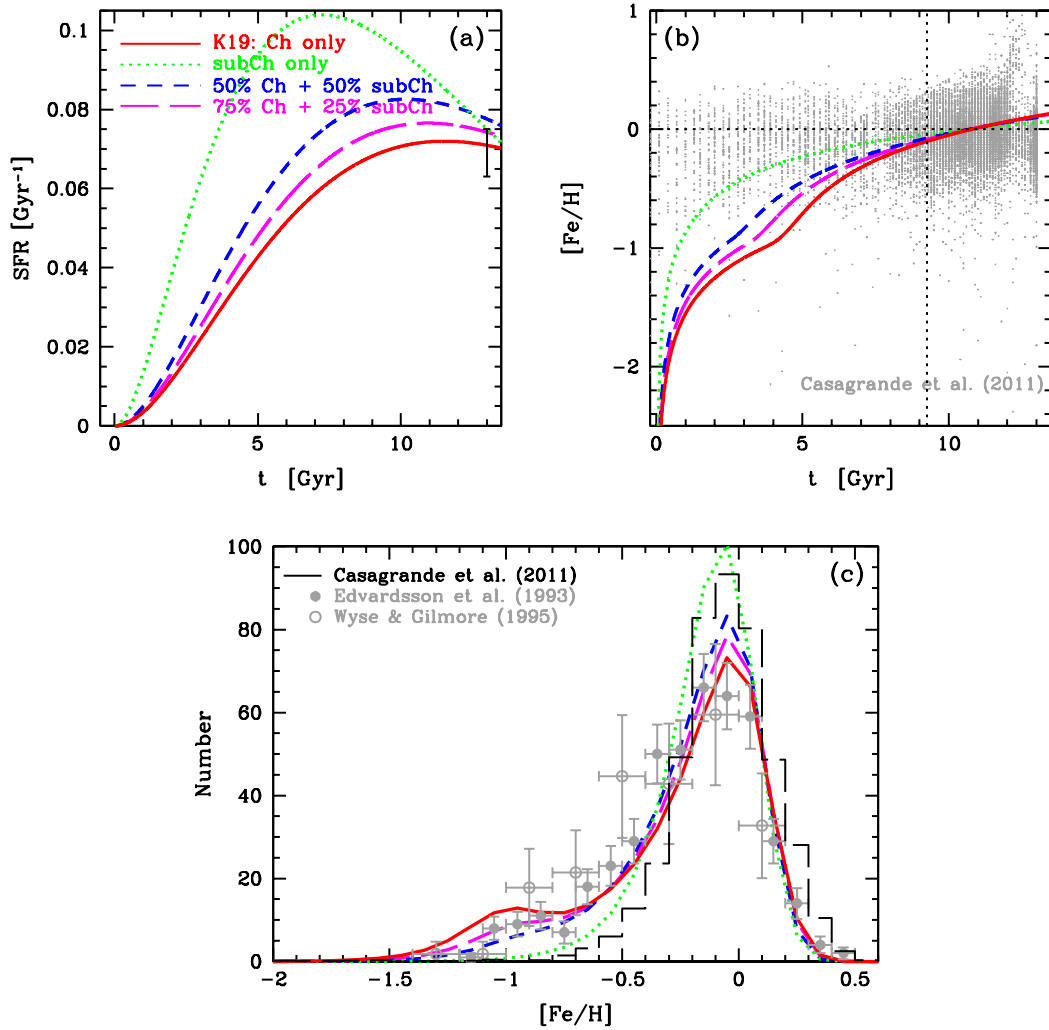 (a)
K19: Ch only
subCh only
50% Ch + 50% subCh
75% Ch + 25% subCh
SFR [Gyr⁻¹]
0.1
0.08
0.06
0.04
0.02
0
0 5 10
t [Gyr]
(b)
[Fe/H]
1
0
−1
−2
Casagrande et al. (2011)
0 5 10
t [Gyr]
(c)
Casagrande et al. (2011)
Edvardsson et al. (1993)
Wyse & Gilmore (1995)
Number
100
80
60
40
20
0
−2 −1.5 −1 −0.5 0 0.5
[Fe/H]